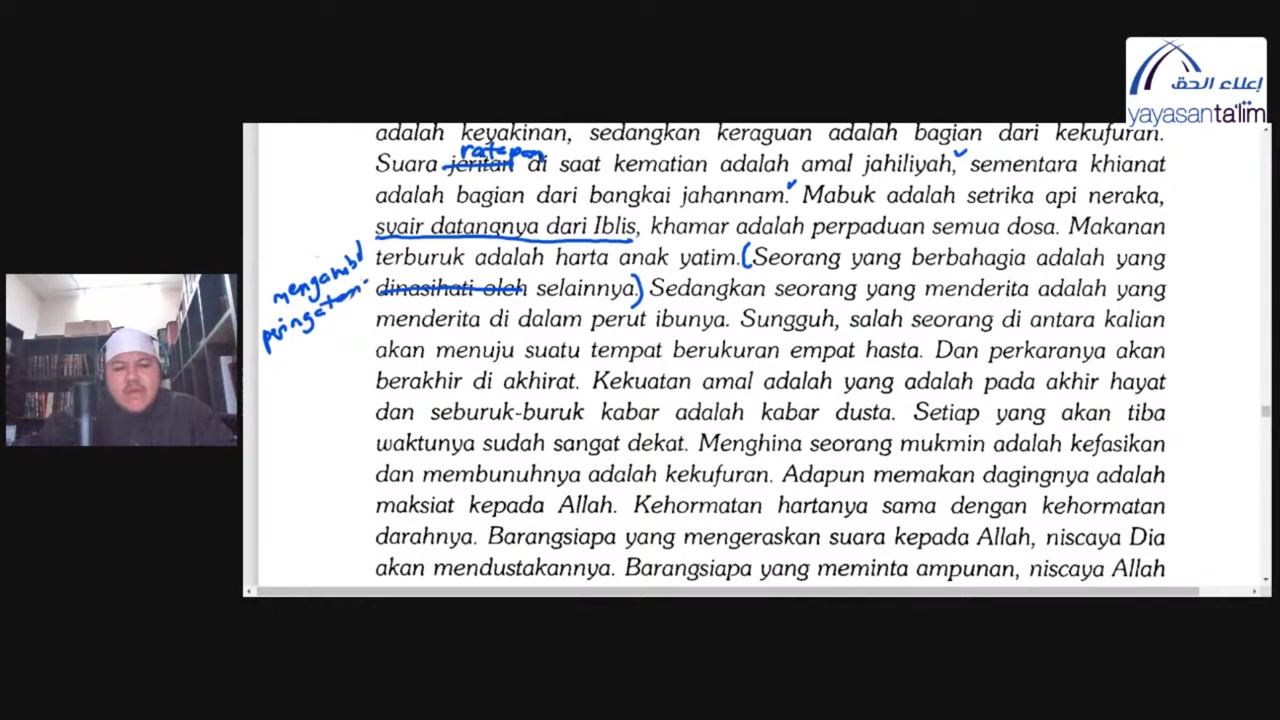 إعلاء الحق
yayasanta'lim
adalah keyakinan, sedangkan keraguan adalah bagian dari kekufuran.
ratapan
Suara jeritan di saat kematian adalah amal jahiliyah, sementara khianat
adalah bagian dari bangkai jahannam. Mabuk adalah setrika api neraka,
syair datangnya dari Iblis, khamar adalah perpaduan semua dosa. Makanan
terburuk adalah harta anak yatim. (Seorang yang berbahagia adalah yang
mengambil
peringatan
dinasihati oleh selainnya.) Sedangkan seorang yang menderita adalah yang
menderita di dalam perut ibunya. Sungguh, salah seorang di antara kalian
akan menuju suatu tempat berukuran empat hasta. Dan perkaranya akan
berakhir di akhirat. Kekuatan amal adalah yang adalah pada akhir hayat
dan seburuk-buruk kabar adalah kabar dusta. Setiap yang akan tiba
waktunya sudah sangat dekat. Menghina seorang mukmin adalah kefasikan
dan membunuhnya adalah kekufuran. Adapun memakan dagingnya adalah
maksiat kepada Allah. Kehormatan hartanya sama dengan kehormatan
darahnya. Barangsiapa yang mengeraskan suara kepada Allah, niscaya Dia
akan mendustakannya. Barangsiapa yang meminta ampunan, niscaya Allah